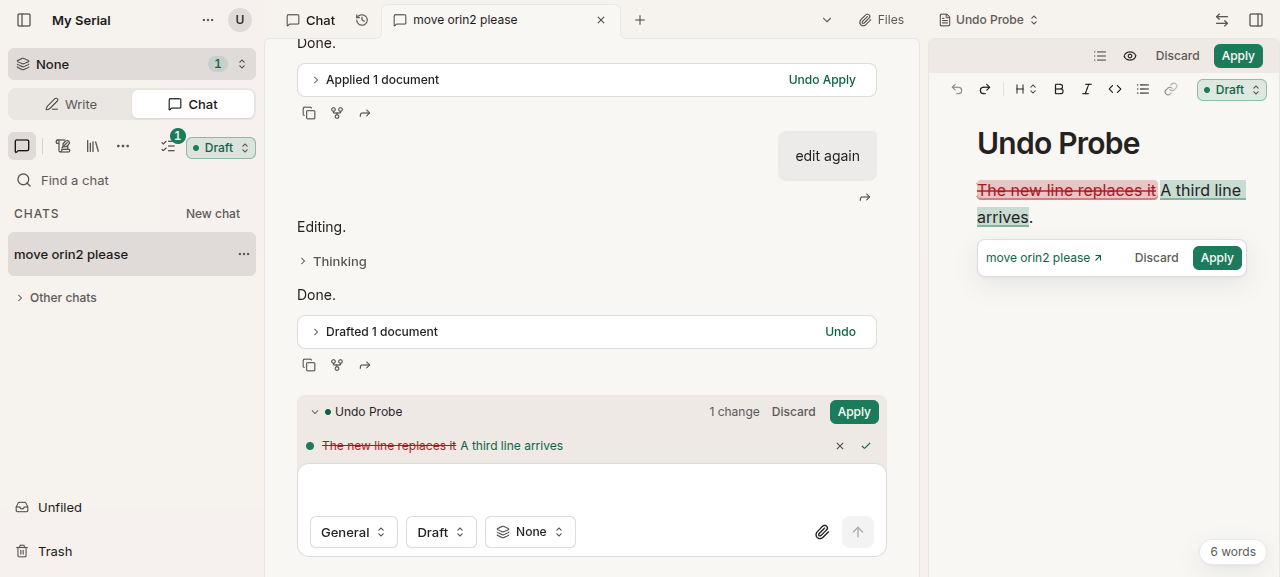 My Serial
U
None
1
Write
Chat
1
Draft
Find a chat
CHATS
New chat
move orin2 please
Other chats
Unfiled
Trash
Chat
move orin2 please
Files
Done.
Applied 1 document
Undo Apply
edit again
Editing.
Thinking
Done.
Drafted 1 document
Undo
Undo Probe
1 change
Discard
Apply
The new line replaces it A third line arrives
General
Draft
None
Undo Probe
Discard
Apply
H
B
I
Draft
Undo Probe
The new line replaces it A third line
arrives.
move orin2 please
Discard
Apply
6 words